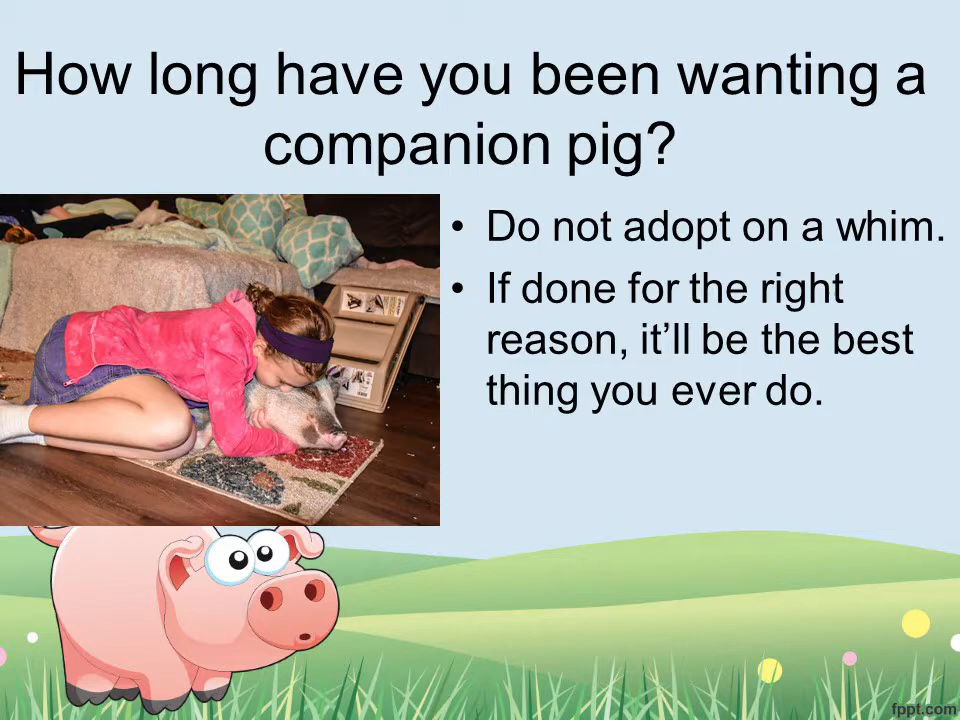 How long have you been wanting a
companion pig?
• Do not adopt on a whim.
• If done for the right
reason, it’ll be the best
thing you ever do.
fppt.com